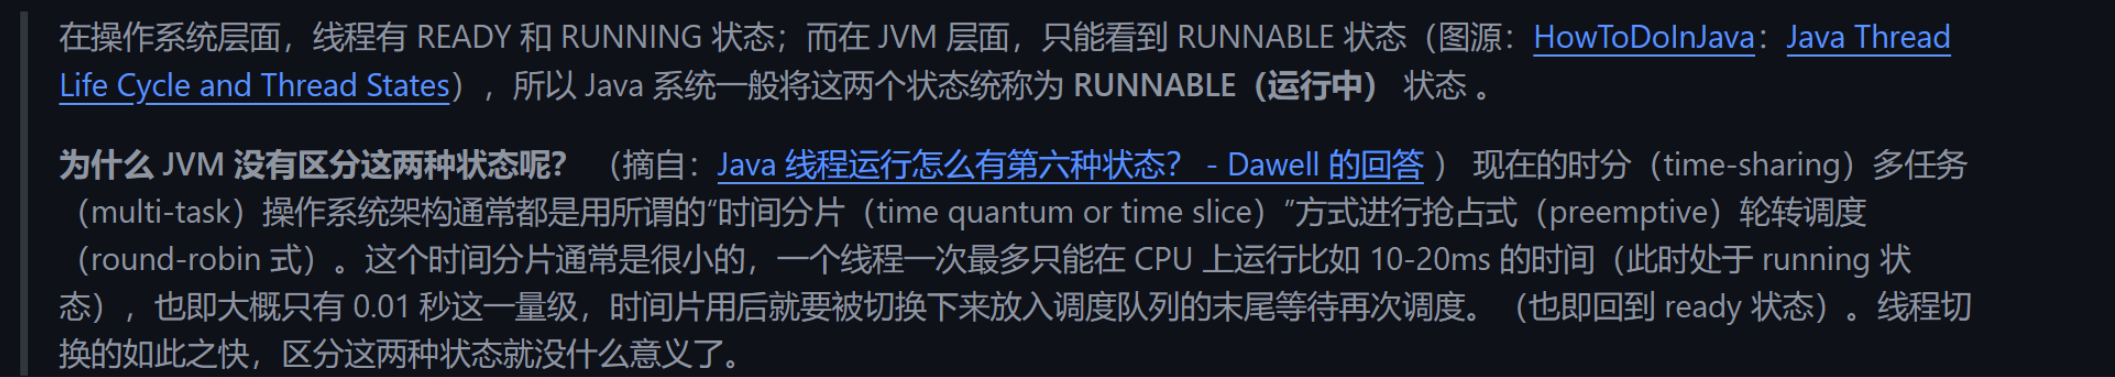 在操作系统层面，线程有 READY 和 RUNNING 状态；而在 JVM 层面，只能看到 RUNNABLE 状态（图源：HowToDoInJava：Java Thread
Life Cycle and Thread States），所以 Java 系统一般将这两个状态统称为 RUNNABLE（运行中） 状态 。
为什么 JVM 没有区分这两种状态呢？ （摘自：Java 线程运行怎么有第六种状态？ - Dawell 的回答 ） 现在的时分（time-sharing）多任务
（multi-task）操作系统架构通常都是用所谓的“时间分片（time quantum or time slice）”方式进行抢占式（preemptive）轮转调度
（round-robin 式）。这个时间分片通常是很小的，一个线程一次最多只能在 CPU 上运行比如 10-20ms 的时间（此时处于 running 状
态），也即大概只有 0.01 秒这一量级，时间片用后就要被切换下来放入调度队列的末尾等待再次调度。（也即回到 ready 状态）。线程切
换的如此之快，区分这两种状态就没什么意义了。